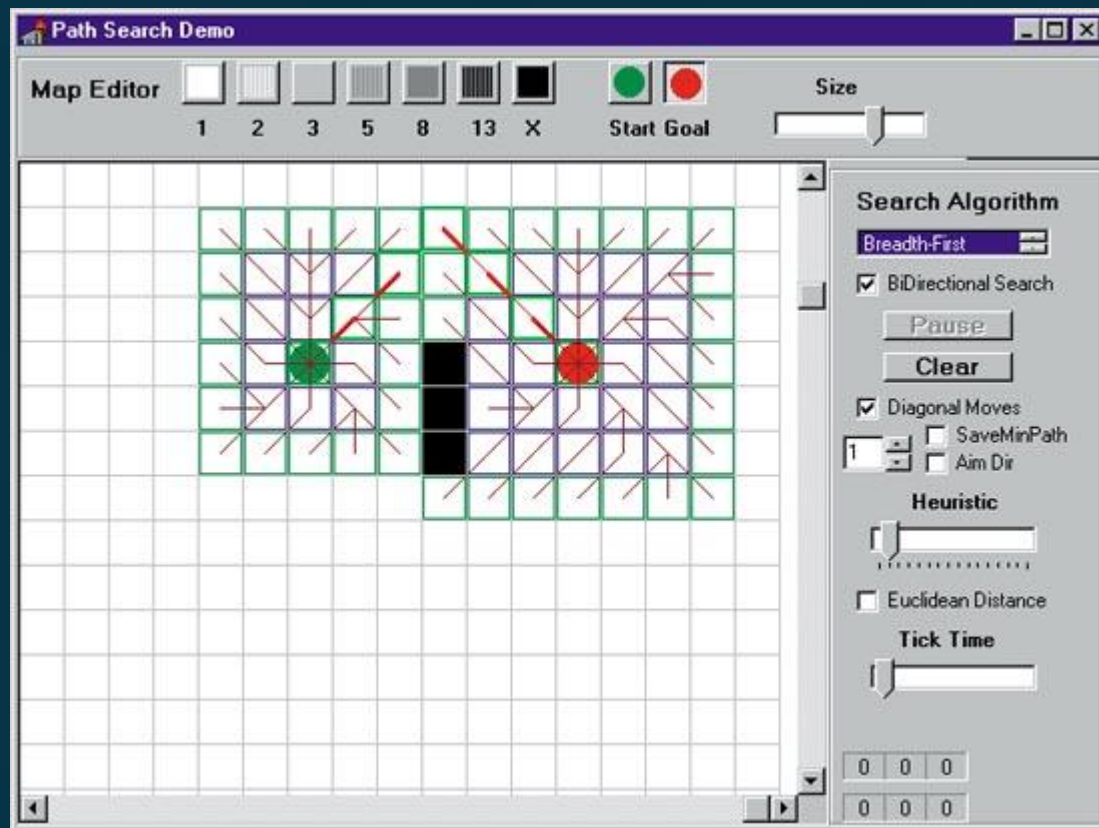 Path Search Demo
Map Editor
1 2 3 5 8 13 X
Start Goal
Size
Search Algorithm
Breadth-First
BiDirectional Search
Pause
Clear
Diagonal Moves
1
SaveMinPath
Aim Dir
Heuristic
Euclidean Distance
Tick Time
0 0 0
0 0 0